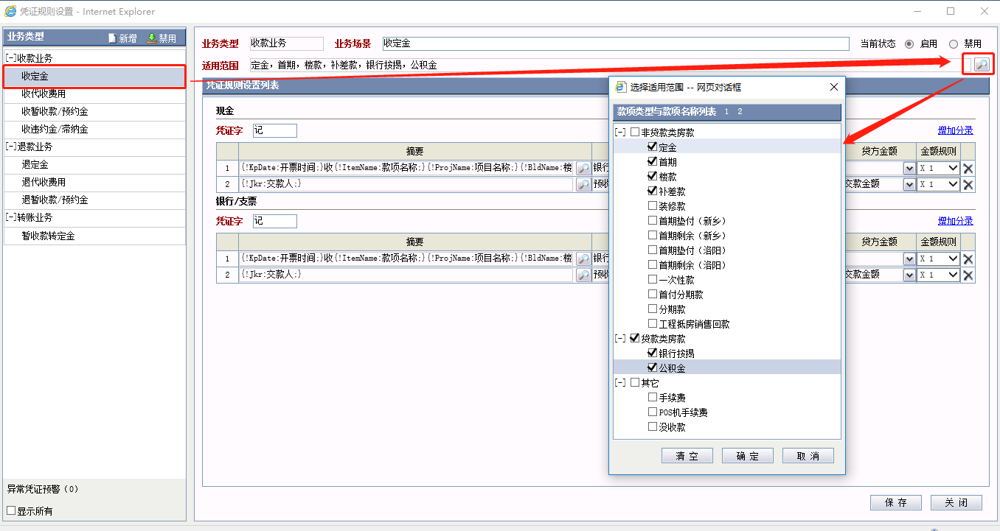 凭证规则设置 - Internet Explorer
业务类型 新增 禁用
[-]收款业务
收定金
收代收费用
收暂收款/预约金
收违约金/滞纳金
[-]退款业务
退定金
退代收费用
退暂收款/预约金
[-]转账业务
暂收款转定金
异常凭证预警（0）
显示所有
业务类型 收款业务 业务场景 收定金 当前状态 启用 禁用
适用范围 定金，首期，楼款，补差款，银行按揭，公积金
凭证规则设置列表
现金
凭证字 记 增加分录
摘要 贷方金额 金额规则
1 {!KpDate:开票时间;}收{!ItemName:款项名称;}{!ProjName:项目名称;}{!BldName:楼 银行 X 1
2 {!Jkr:交款人;} 预收 交款金额 X 1
银行/支票
凭证字 记 增加分录
摘要 贷方金额 金额规则
1 {!KpDate:开票时间;}收{!ItemName:款项名称;}{!ProjName:项目名称;}{!BldName:楼 银行 X 1
2 {!Jkr:交款人;} 预收 交款金额 X 1
保存 关闭
选择适用范围 -- 网页对话框
款项类型与款项名称列表 1 2
[-] 非贷款类房款
定金
首期
楼款
补差款
装修款
首期垫付（新乡）
首期剩余（新乡）
首期垫付（洛阳）
首期剩余（洛阳）
一次性款
首付分期款
分期款
工程抵房销售回款
[-] 贷款类房款
银行按揭
公积金
[-] 其它
手续费
POS机手续费
没收款
清空 确定 取消